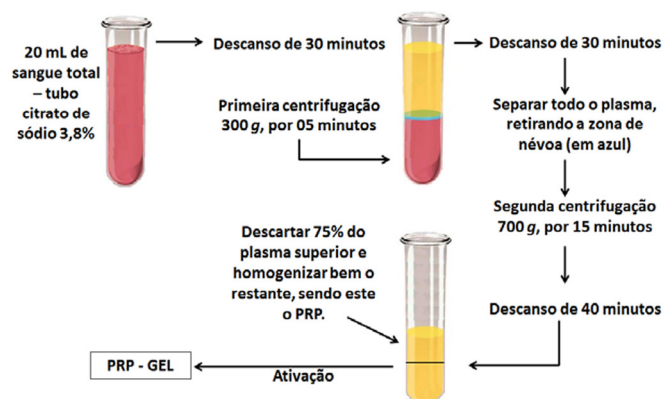 20 mL de
sangue total
– tubo
citrato de
sódio 3,8%
Descanso de 30 minutos
Primeira centrifugação
300 g, por 05 minutos
Descanso de 30 minutos
Separar todo o plasma,
retirando a zona de
névoa (em azul)
Segunda centrifugação
700 g, por 15 minutos
Descanso de 40 minutos
Descartar 75% do
plasma superior e
homogenizar bem o
restante, sendo este
o PRP.
Ativação
PRP - GEL